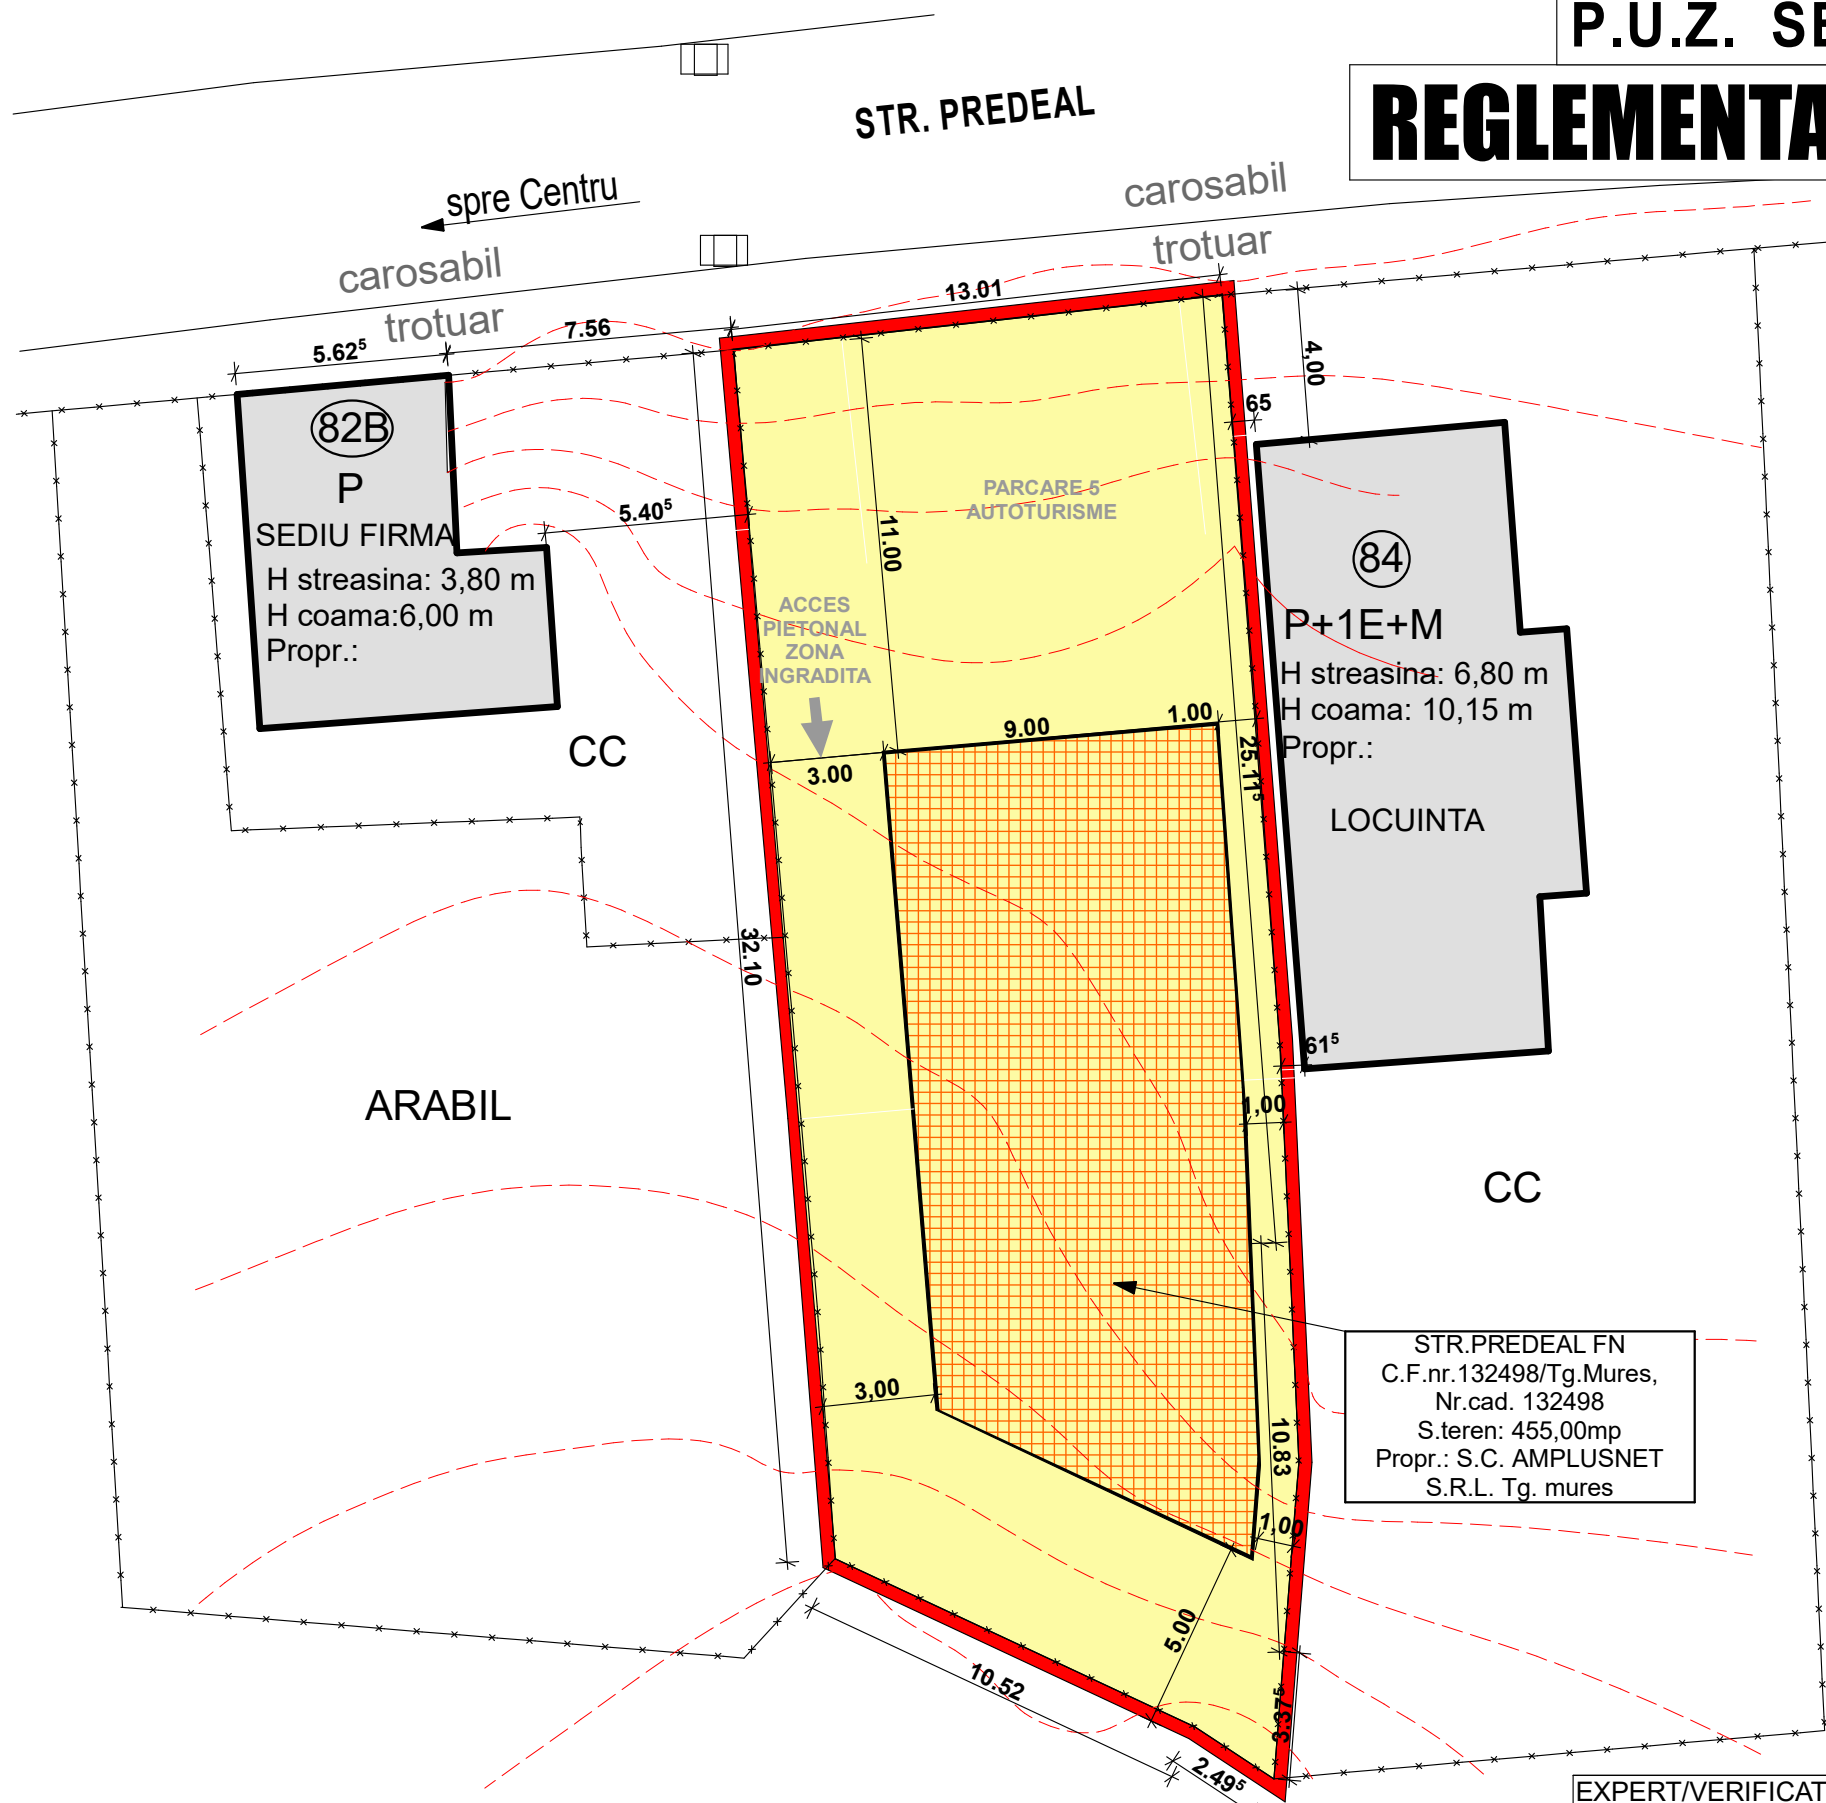 P.U.Z.
REGLEMENTA
STR. PREDEAL
spre Centru
carosabil
trotuar
carosabil
trotuar
13.01
7.56
5.62⁵
4,00
65
82B
P
SEDIU FIRMA
H streasina: 3,80 m
H coama:6,00 m
Propr.:
5.40⁵
PARCARE 5
AUTOTURISME
11.00
84
P+1E+M
H streasina: 6,80 m
H coama: 10,15 m
Propr.:
LOCUINTA
ACCES
PIETONAL
ZONA
INGRADITA
CC
9.00
1.00
3.00
25.11⁵
32.10
61⁵
1,00
ARABIL
CC
STR.PREDEAL FN
C.F.nr.132498/Tg.Mures,
Nr.cad. 132498
S.teren: 455,00mp
Propr.: S.C. AMPLUSNET
S.R.L. Tg. mures
3,00
10.83
1,00
5.00
10.52
3.37⁵
2.49⁵
EXPERT/VERIFICAT